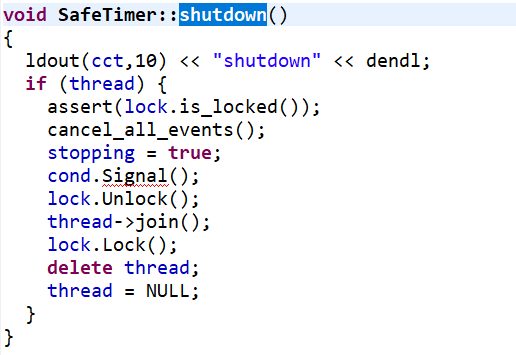 void SafeTimer::shutdown()
{
  ldout(cct,10) << "shutdown" << dendl;
  if (thread) {
    assert(lock.is_locked());
    cancel_all_events();
    stopping = true;
    cond.Signal();
    lock.Unlock();
    thread->join();
    lock.Lock();
    delete thread;
    thread = NULL;
  }
}